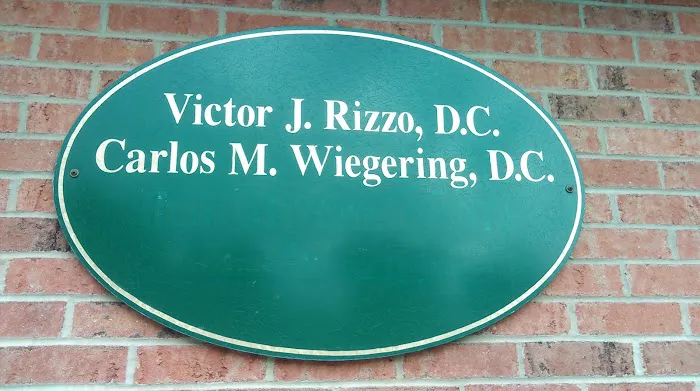 Victor J. Rizzo, D.C.
Carlos M. Wiegering, D.C.